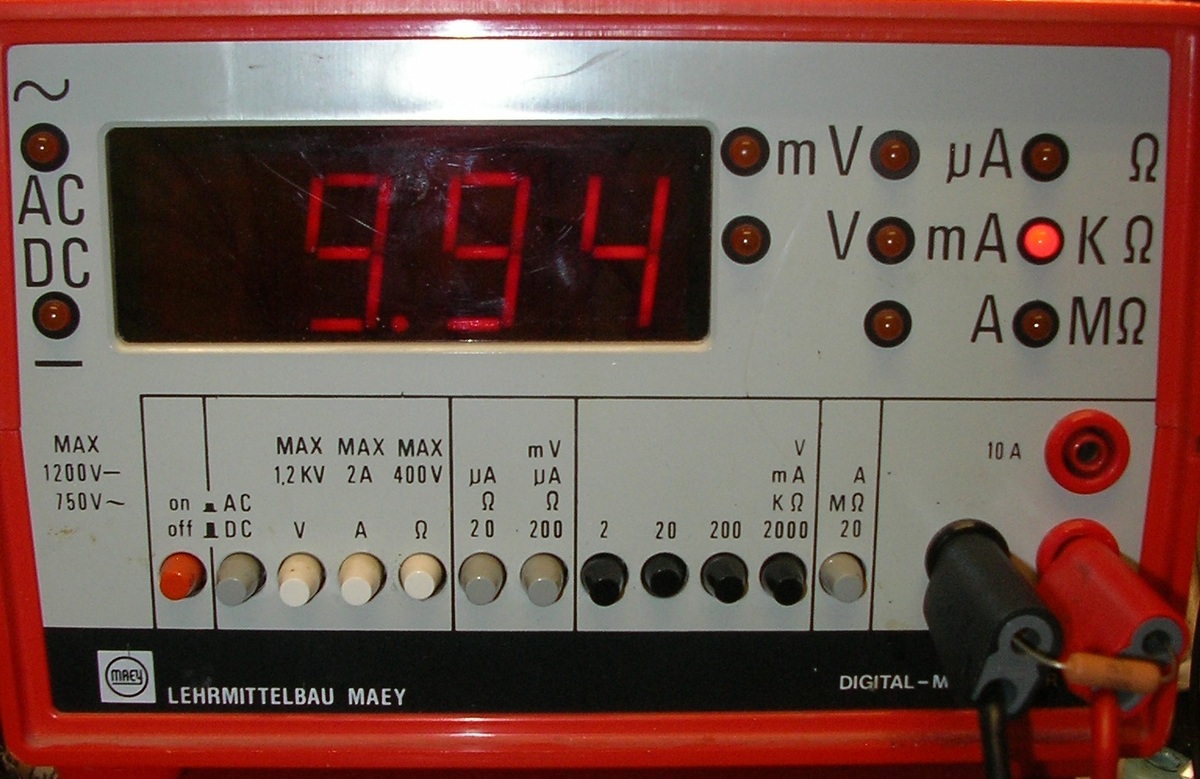 ~
AC
DC
—
9.94
mV µA Ω
V mA KΩ
A MΩ
MAX
1200V—
750V~
on AC
off DC
MAX
1,2KV
V
MAX
2A
A
MAX
400V
Ω
µA
Ω
20
mV
µA
Ω
200
2
20
200
V
mA
KΩ
2000
A
MΩ
20
10 A
MAEY
LEHRMITTELBAU MAEY
DIGITAL – M R